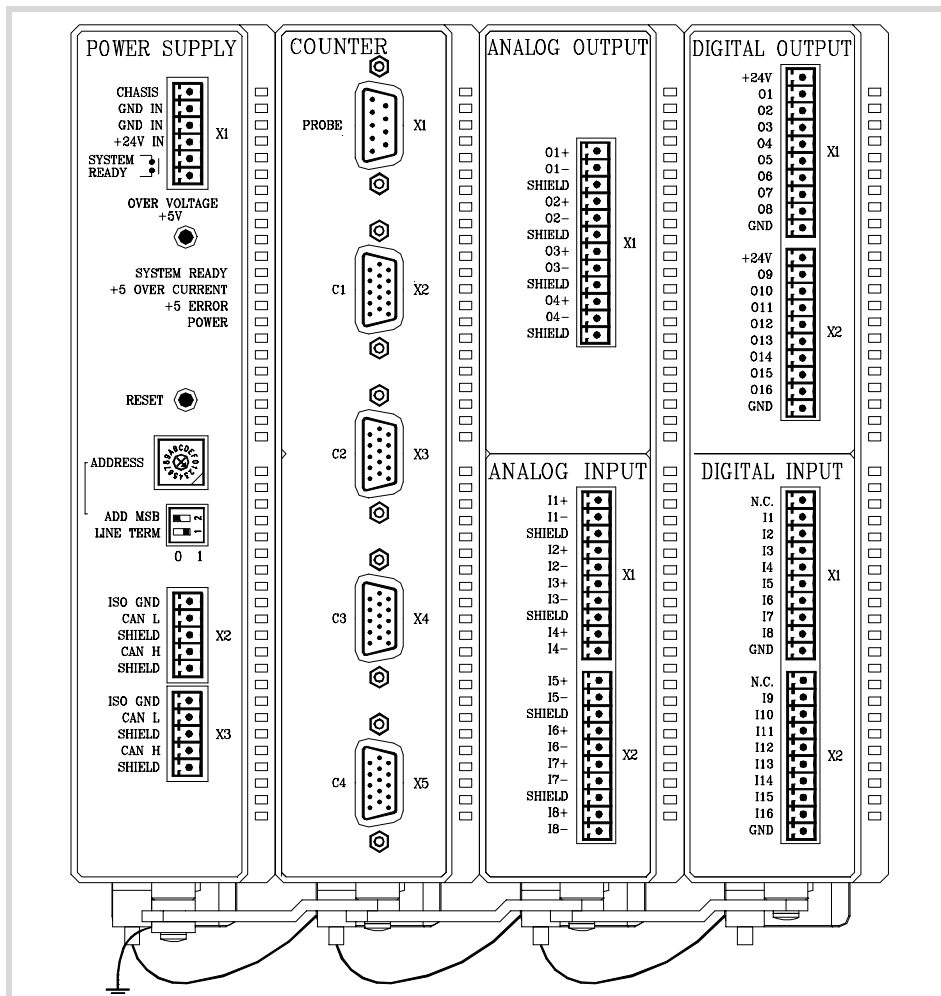 POWER SUPPLY
CHASIS
GND IN
GND IN
+24V IN
SYSTEM
READY
X1
OVER VOLTAGE
+5V
SYSTEM READY
+5 OVER CURRENT
+5 ERROR
POWER
RESET
ADDRESS
ADD MSB
LINE TERM
2
1
0 1
ISO GND
CAN L
SHIELD
CAN H
SHIELD
X2
ISO GND
CAN L
SHIELD
CAN H
SHIELD
X3
COUNTER
PROBE
X1
C1
X2
C2
X3
C3
X4
C4
X5
ANALOG OUTPUT
O1+
O1-
SHIELD
O2+
O2-
SHIELD
O3+
O3-
SHIELD
O4+
O4-
SHIELD
X1
ANALOG INPUT
I1+
I1-
SHIELD
I2+
I2-
I3+
I3-
SHIELD
I4+
I4-
X1
I5+
I5-
SHIELD
I6+
I6-
I7+
I7-
SHIELD
I8+
I8-
X2
DIGITAL OUTPUT
+24V
O1
O2
O3
O4
O5
O6
O7
O8
GND
X1
+24V
O9
O10
O11
O12
O13
O14
O15
O16
GND
X2
DIGITAL INPUT
N.C.
I1
I2
I3
I4
I5
I6
I7
I8
GND
X1
N.C.
I9
I10
I11
I12
I13
I14
I15
I16
GND
X2